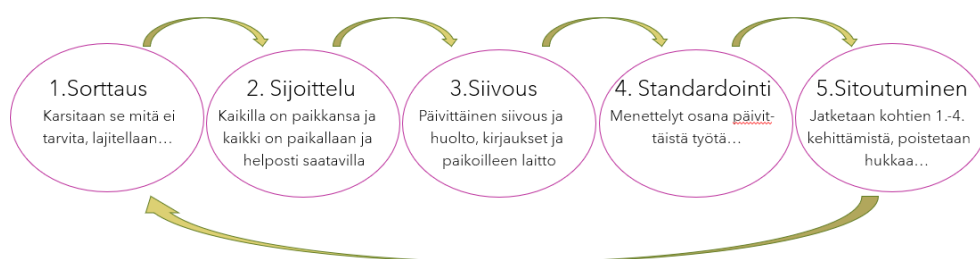 1.Sorttaus
Karsitaan se mitä ei
tarvita, lajitellaan…
2. Sijoittelu
Kaikilla on paikkansa ja
kaikki on paikallaan ja
helposti saatavilla
3.Siivous
Päivittäinen siivous ja
huolto, kirjaukset ja
paikoilleen laitto
4. Standardointi
Menettelyt osana päivit-
täistä työtä…
5.Sitoutuminen
Jatketaan kohtien 1.-4.
kehittämistä, poistetaan
hukkaa…